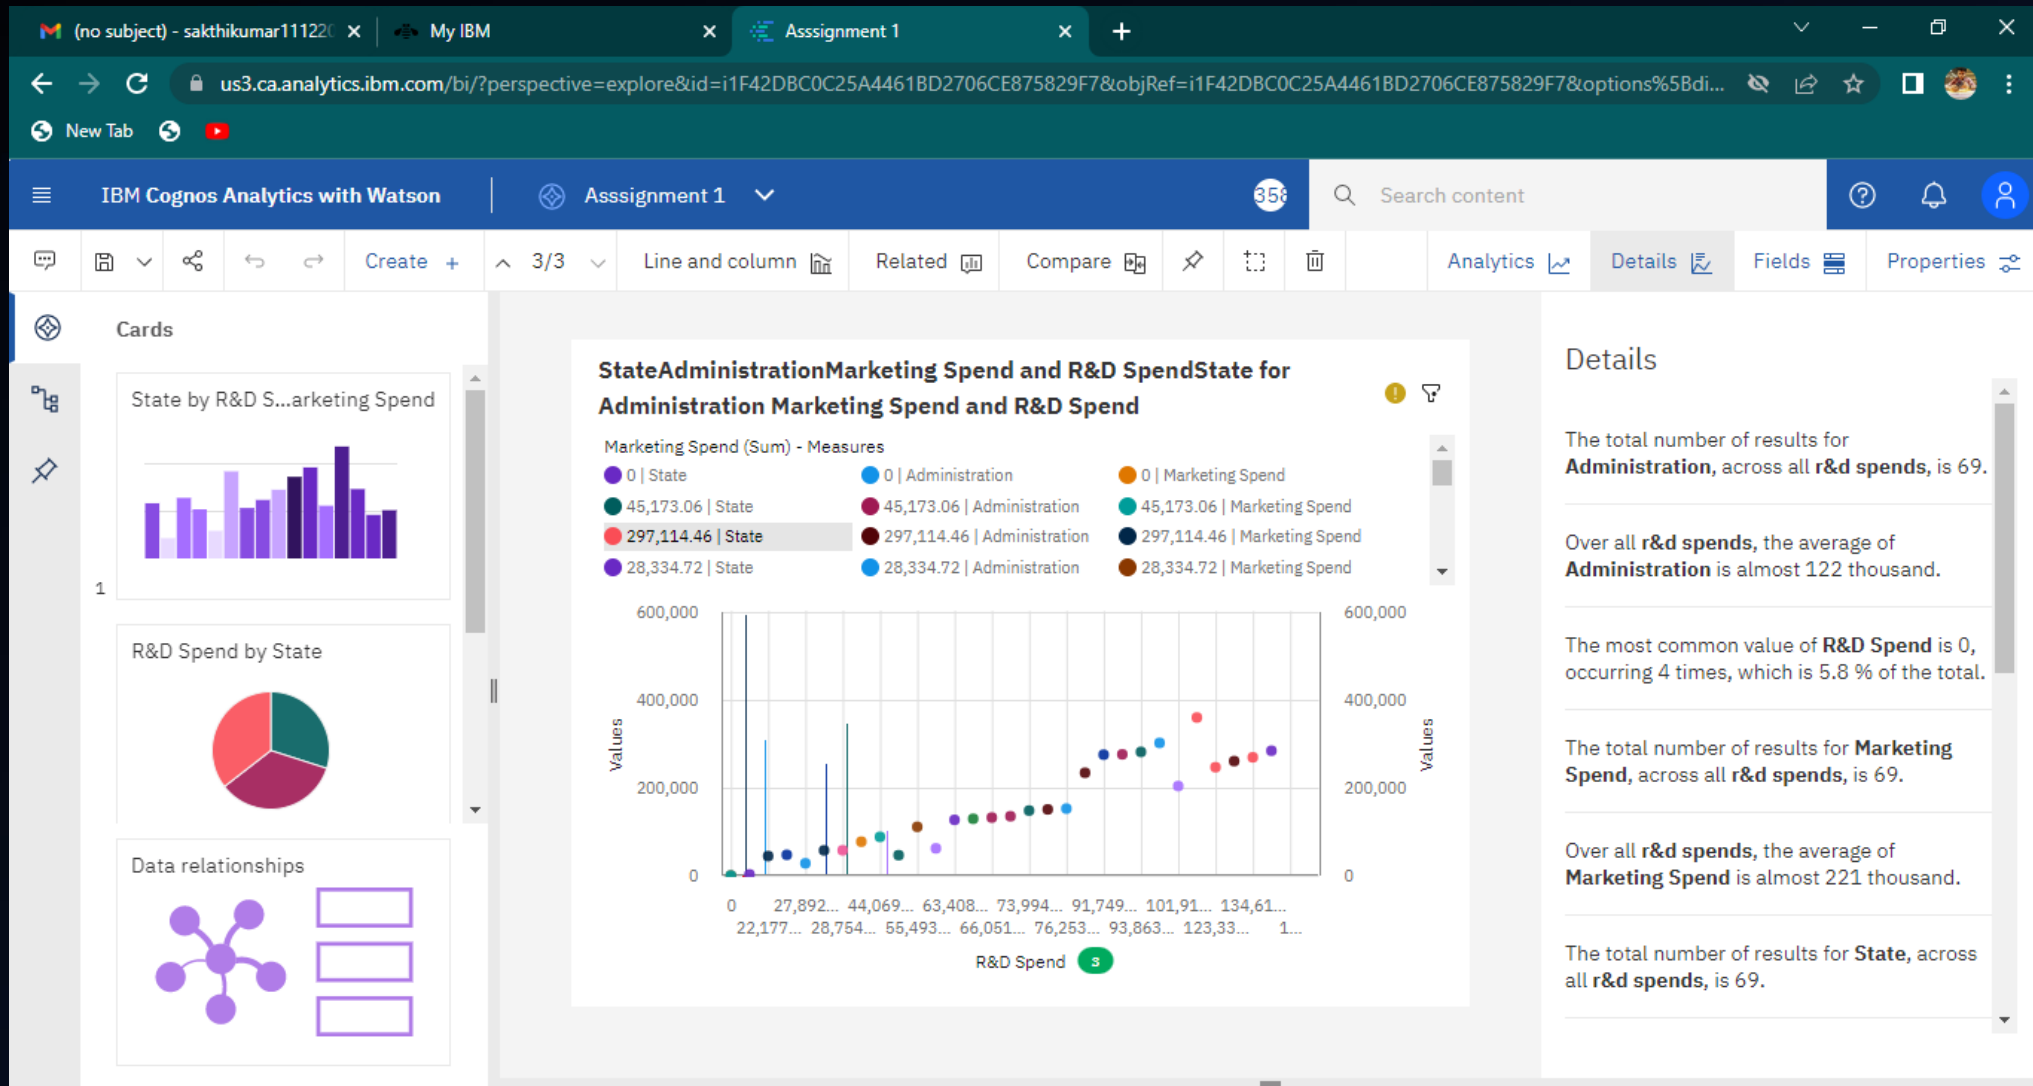 (no subject) - sakthikumar111220
My IBM
Asssignment 1
us3.ca.analytics.ibm.com/bi/?perspective=explore&id=i1F42DBC0C25A4461BD2706CE875829F7&objRef=i1F42DBC0C25A4461BD2706CE875829F7&options%5Bdi...
New Tab
IBM Cognos Analytics with Watson
Asssignment 1
358
Search content
Create +
3/3
Line and column
Related
Compare
Analytics
Details
Fields
Properties
Cards
State by R&D S...arketing Spend
1
R&D Spend by State
Data relationships
StateAdministrationMarketing Spend and R&D SpendState for
Administration Marketing Spend and R&D Spend
Marketing Spend (Sum) - Measures
0 | State 0 | Administration 0 | Marketing Spend
45,173.06 | State 45,173.06 | Administration 45,173.06 | Marketing Spend
297,114.46 | State 297,114.46 | Administration 297,114.46 | Marketing Spend
28,334.72 | State 28,334.72 | Administration 28,334.72 | Marketing Spend
600,000 600,000
400,000 400,000
Values Values
200,000 200,000
0 0
0 27,892... 44,069... 63,408... 73,994... 91,749... 101,91... 134,61...
22,177... 28,754... 55,493... 66,051... 76,253... 93,863... 123,33... 1...
R&D Spend 3
Details
The total number of results for
Administration, across all r&d spends, is 69.
Over all r&d spends, the average of
Administration is almost 122 thousand.
The most common value of R&D Spend is 0,
occurring 4 times, which is 5.8 % of the total.
The total number of results for Marketing
Spend, across all r&d spends, is 69.
Over all r&d spends, the average of
Marketing Spend is almost 221 thousand.
The total number of results for State, across
all r&d spends, is 69.